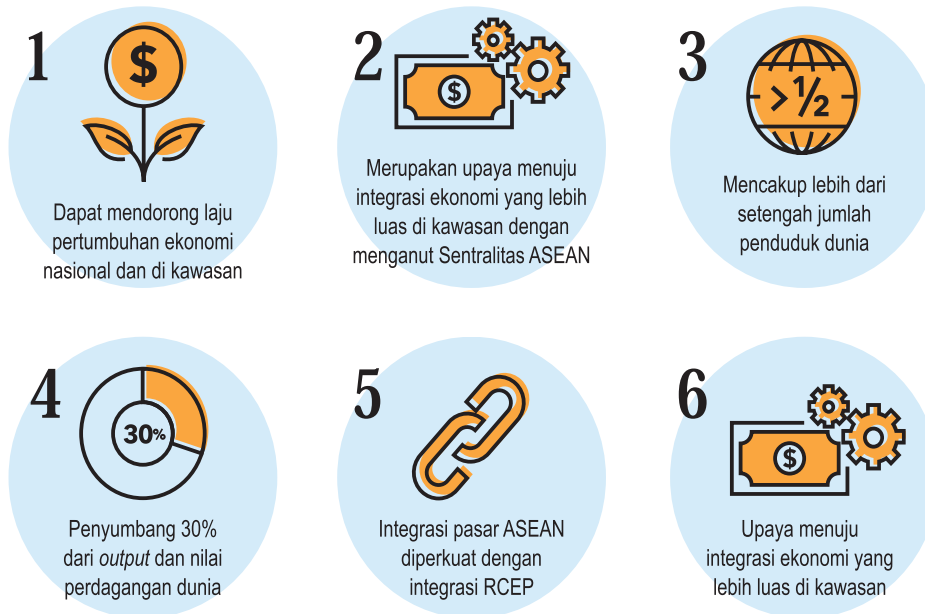 1
$
Dapat mendorong laju
pertumbuhan ekonomi
nasional dan di kawasan
2
$
Merupakan upaya menuju
integrasi ekonomi yang lebih
luas di kawasan dengan
menganut Sentralitas ASEAN
3
> 1/2
Mencakup lebih dari
setengah jumlah
penduduk dunia
4
30%
Penyumbang 30%
dari output dan nilai
perdagangan dunia
5
Integrasi pasar ASEAN
diperkuat dengan
integrasi RCEP
6
$
Upaya menuju
integrasi ekonomi yang
lebih luas di kawasan